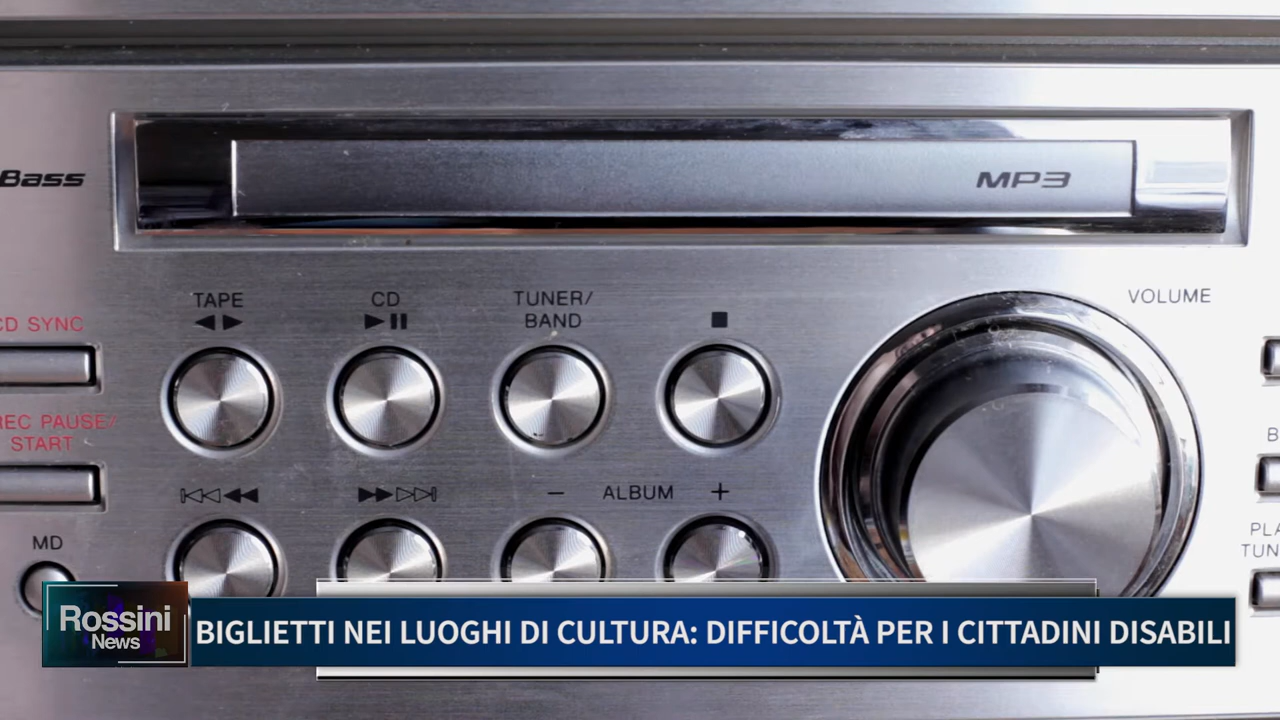 Bass
MP3
TAPE
CD
TUNER/
BAND
VOLUME
CD SYNC
REC PAUSE/
START
ALBUM
MD
Rossini
News
BIGLIETTI NEI LUOGHI DI CULTURA: DIFFICOLTÀ PER I CITTADINI DISABILI